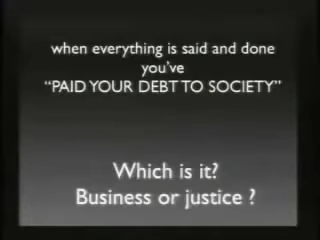 when everything is said and done
you've
"PAID YOUR DEBT TO SOCIETY"
Which is it?
Business or justice ?